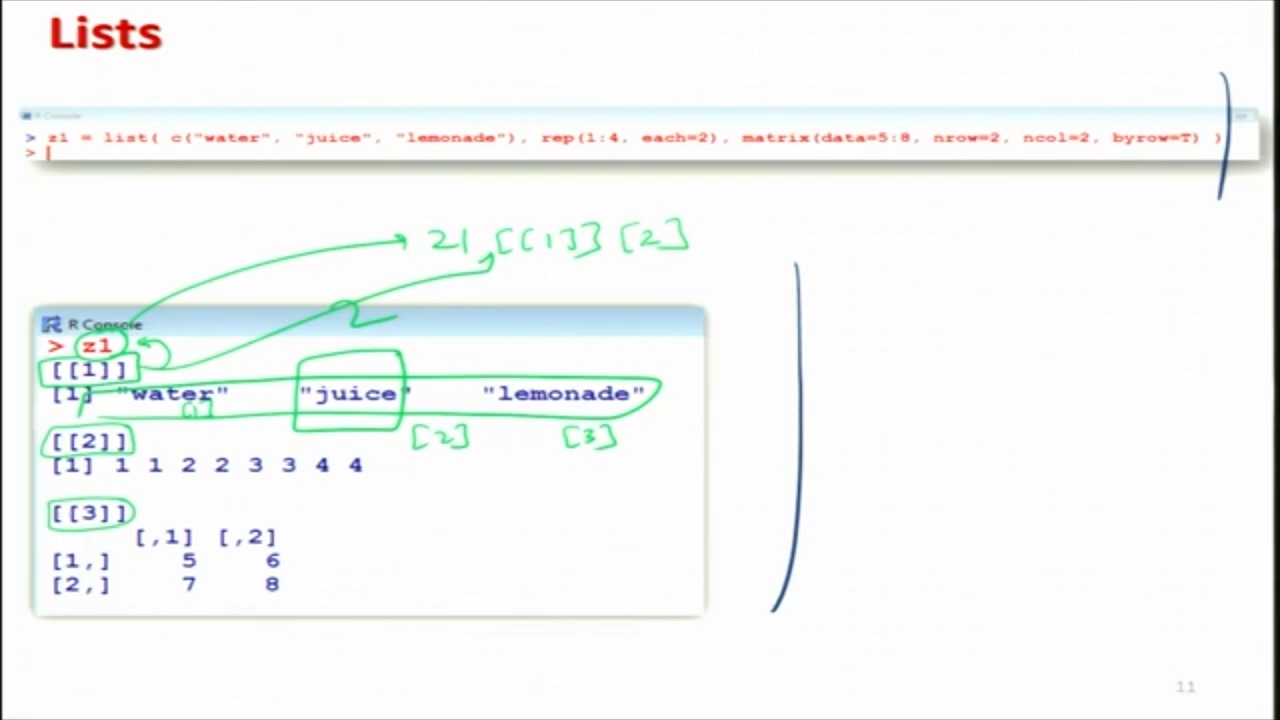 Lists
R Console
> z1 = list( c("water", "juice", "lemonade"), rep(1:4, each=2), matrix(data=5:8, nrow=2, ncol=2, byrow=T) )
>
z1 [[1]] [2]
2
R Console
> z1
[[1]]
[1] "water" "juice" "lemonade"
[1] [2] [3]
[[2]]
[1] 1 1 2 2 3 3 4 4
[[3]]
[,1] [,2]
[1,] 5 6
[2,] 7 8
11